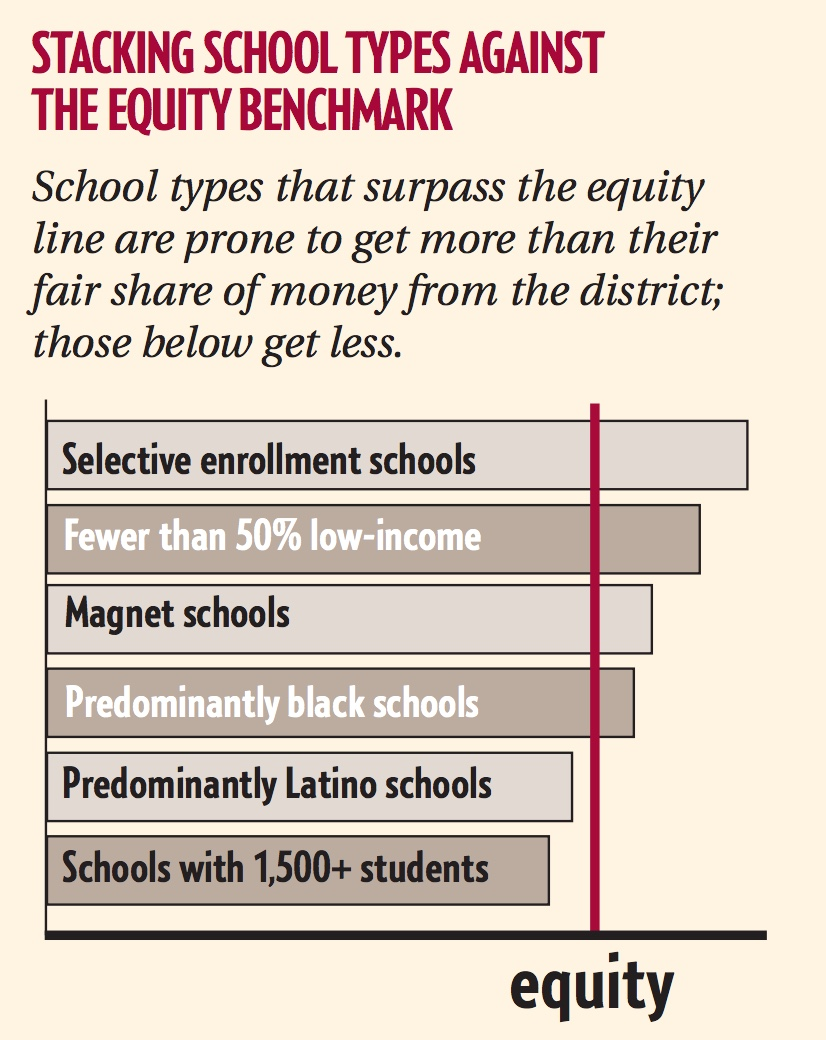 STACKING SCHOOL TYPES AGAINST
THE EQUITY BENCHMARK
School types that surpass the equity
line are prone to get more than their
fair share of money from the district;
those below get less.
Selective enrollment schools
Fewer than 50% low-income
Magnet schools
Predominantly black schools
Predominantly Latino schools
Schools with 1,500+ students
equity